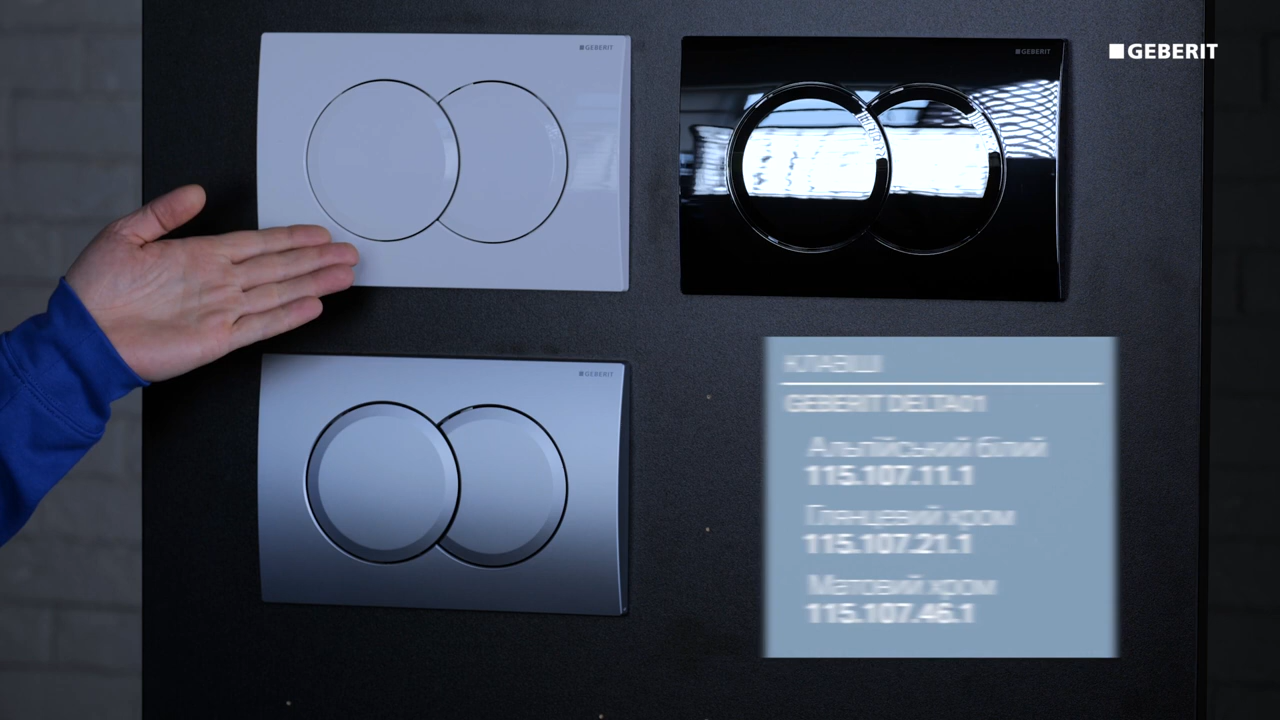 GEBERIT
GEBERIT
GEBERIT
GEBERIT
КЛАВІШІ
GEBERIT DELTA01
Альпійський білий
115.107.11.1
Глянцевий хром
115.107.21.1
Матовий хром
115.107.46.1